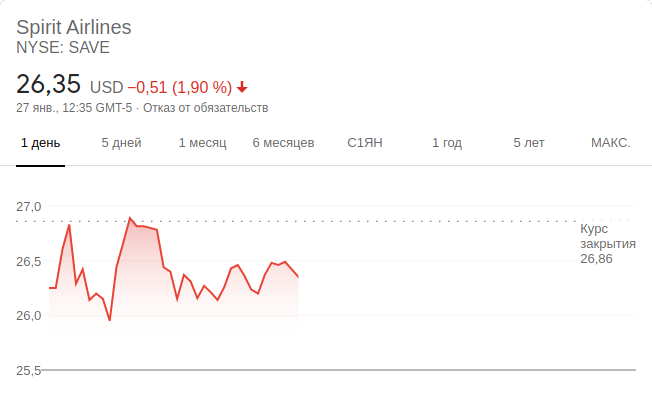 Spirit Airlines
NYSE: SAVE
26,35 USD −0,51 (1,90 %)
27 янв., 12:35 GMT-5 · Отказ от обязательств
1 день 5 дней 1 месяц 6 месяцев С1ЯН 1 год 5 лет МАКС.
27,0
Курс
закрытия
26,86
26,5
26,0
25,5